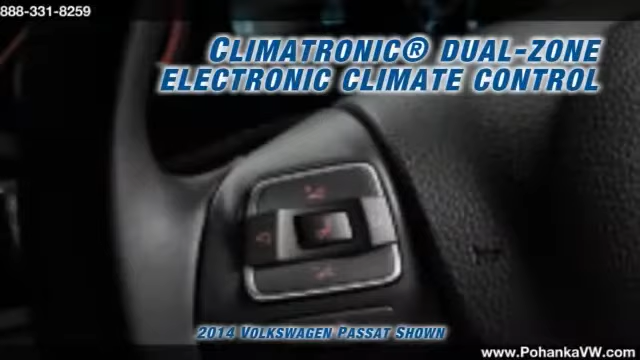 888-331-8259
CLIMATRONIC® DUAL-ZONE
ELECTRONIC CLIMATE CONTROL
2014 VOLKSWAGEN PASSAT SHOWN
www.PohankaVW.com